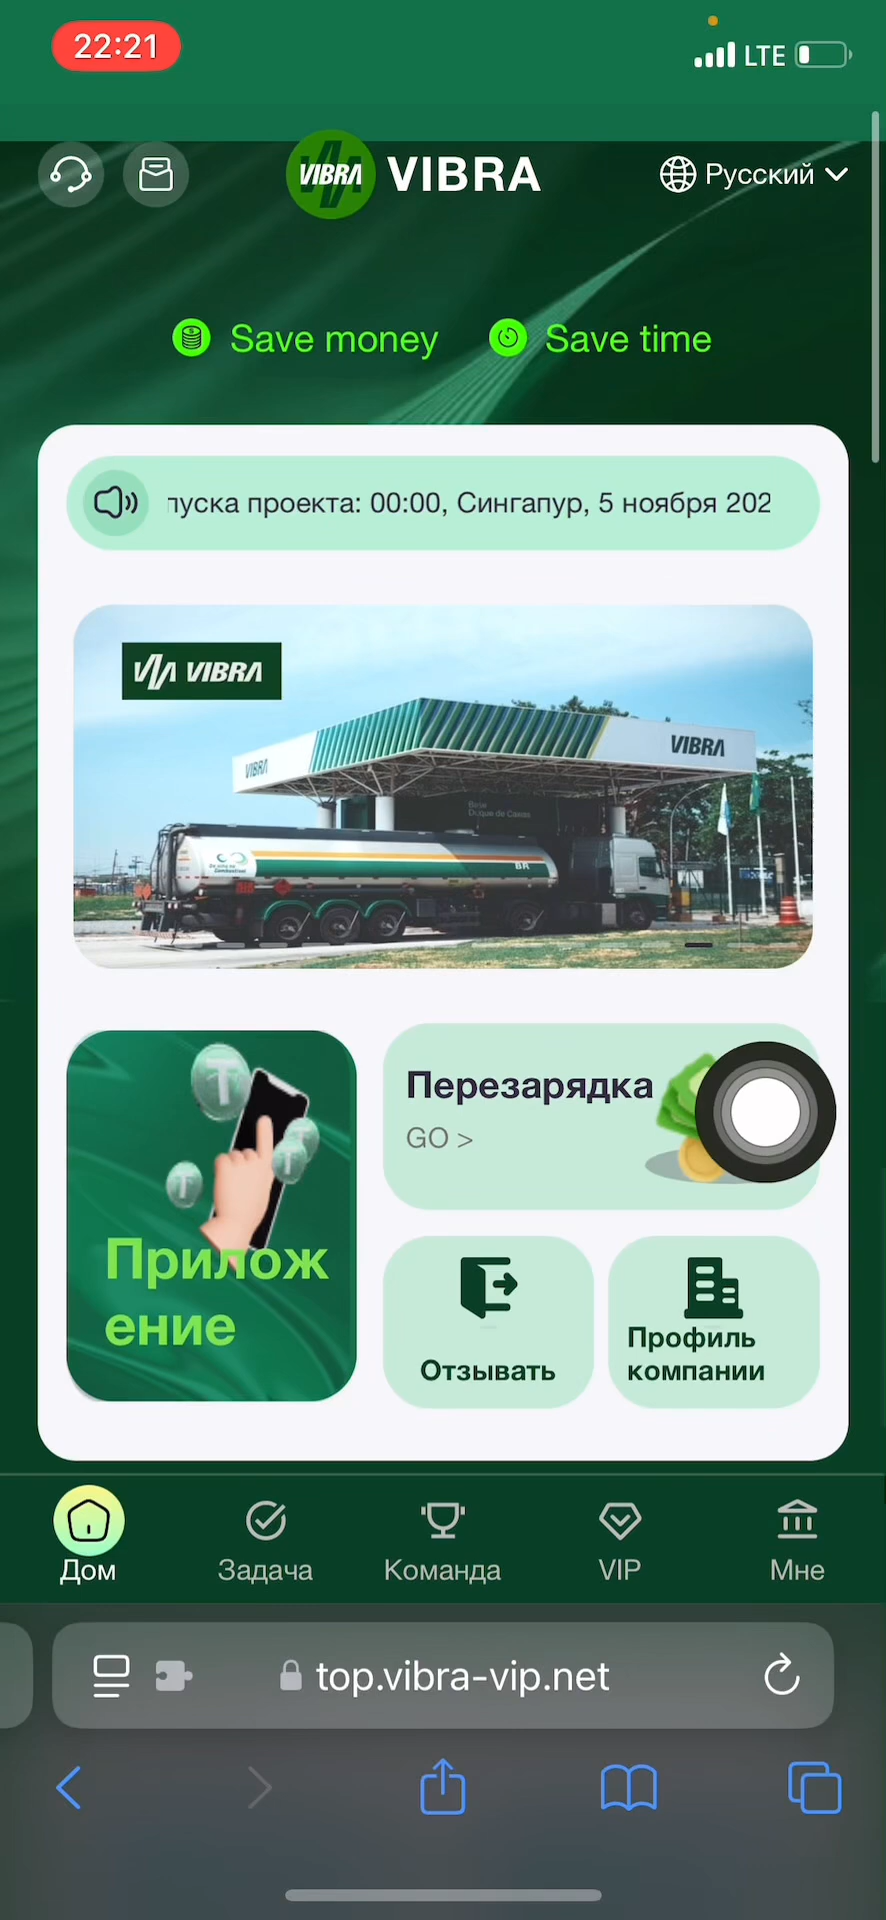 22:21
LTE
VIBRA VIBRA
Русский
Save money Save time
пуска проекта: 00:00, Сингапур, 5 ноября 202
VIBRA
VIBRA
VIBRA
BR
Перезарядка
GO >
Прилож
ение
Отзывать
Профиль
компании
Дом Задача Команда VIP Мне
top.vibra-vip.net